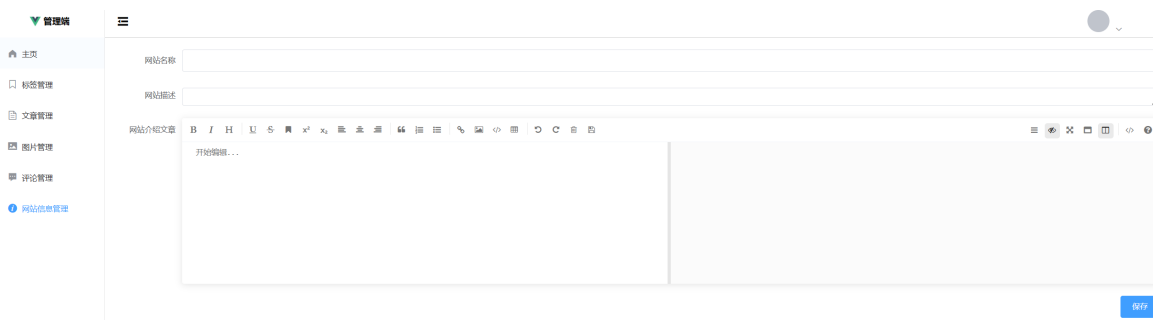 管理端
主页
标签管理
文章管理
图片管理
评论管理
网站信息管理
网站名称
网站描述
网站介绍文章
开始编辑...
保存